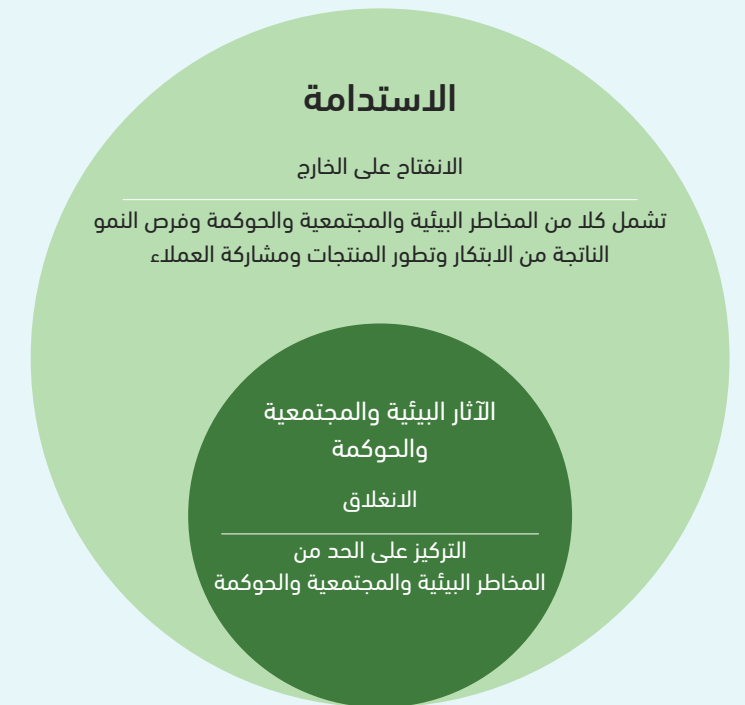 الاستدامة
الانفتاح على الخارج
تشمل كلا من المخاطر البيئية والمجتمعية والحوكمة وفرص النمو
الناتجة من الابتكار وتطور المنتجات ومشاركة العملاء
الآثار البيئية والمجتمعية
والحوكمة
الانغلاق
التركيز على الحد من
المخاطر البيئية والمجتمعية والحوكمة